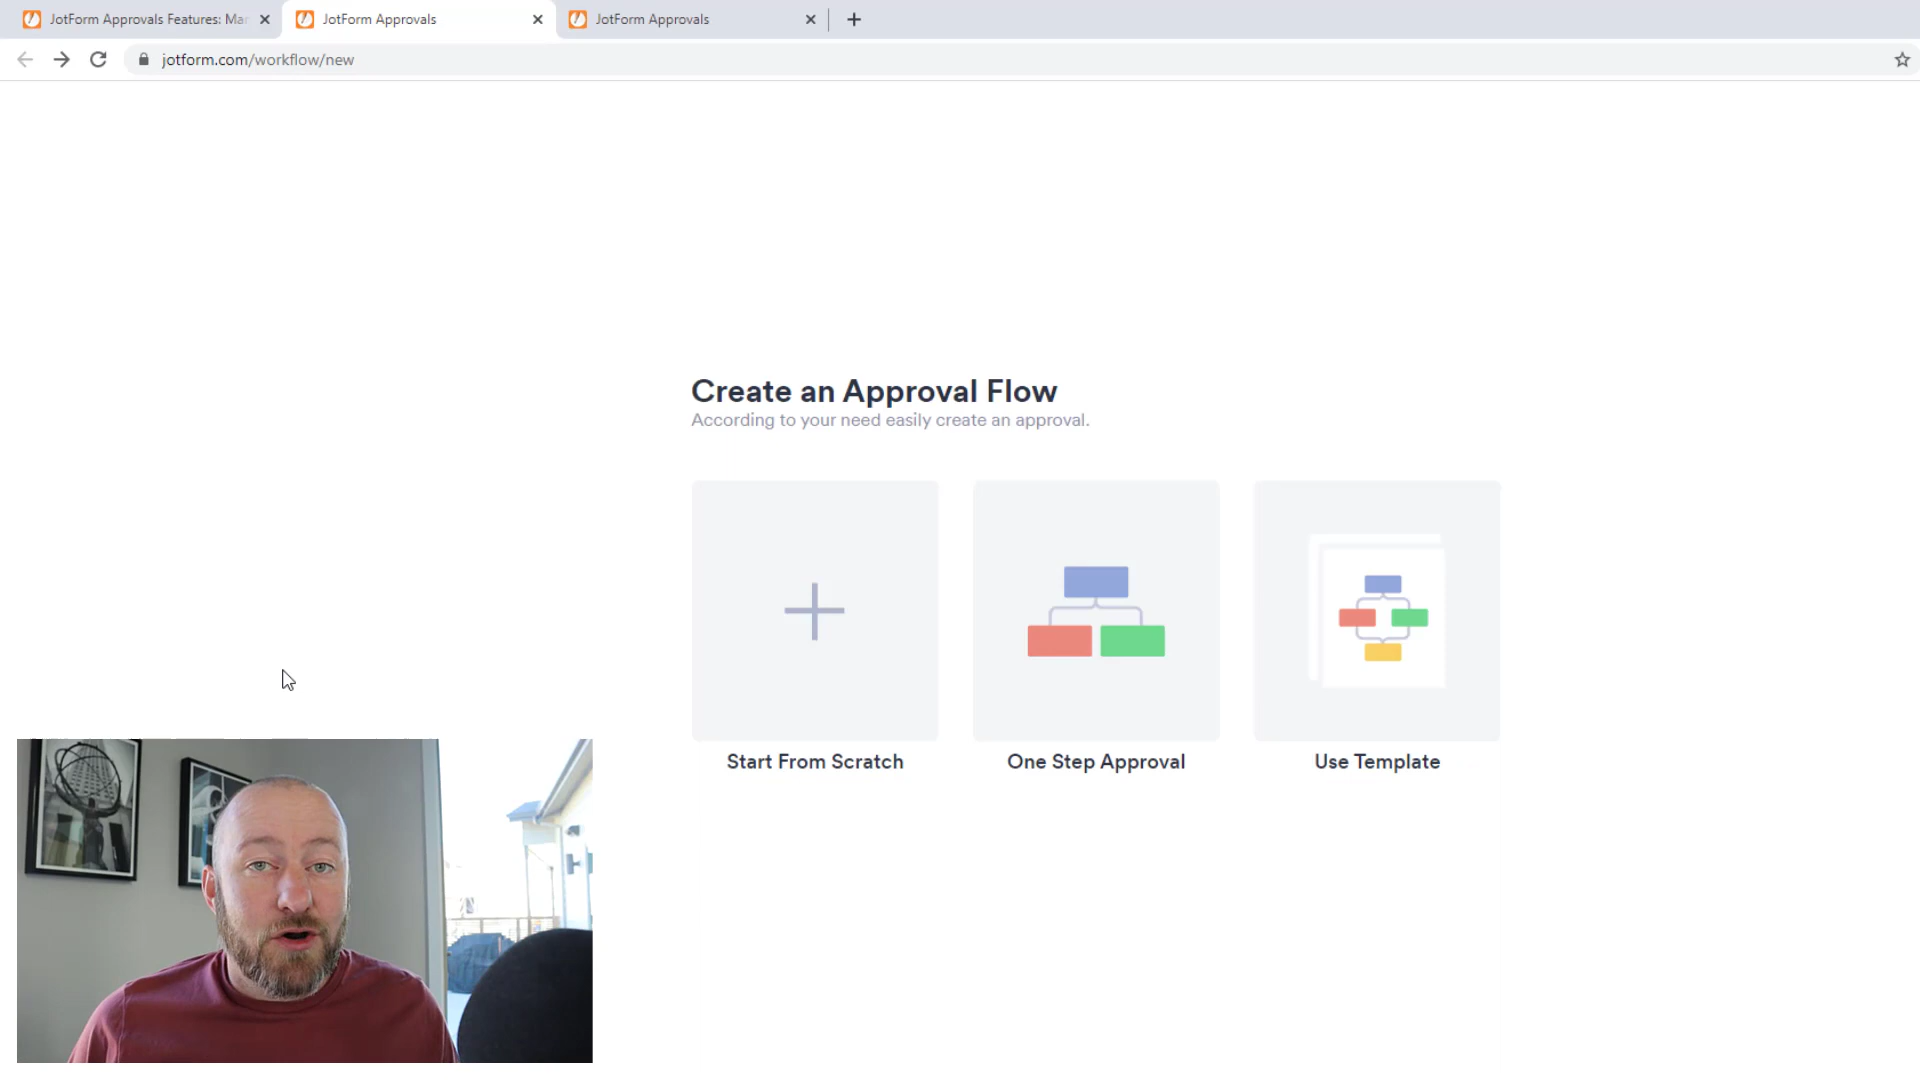 JotForm Approvals Features: Mar
JotForm Approvals
JotForm Approvals
jotform.com/workflow/new
Create an Approval Flow
According to your need easily create an approval.
Start From Scratch
One Step Approval
Use Template